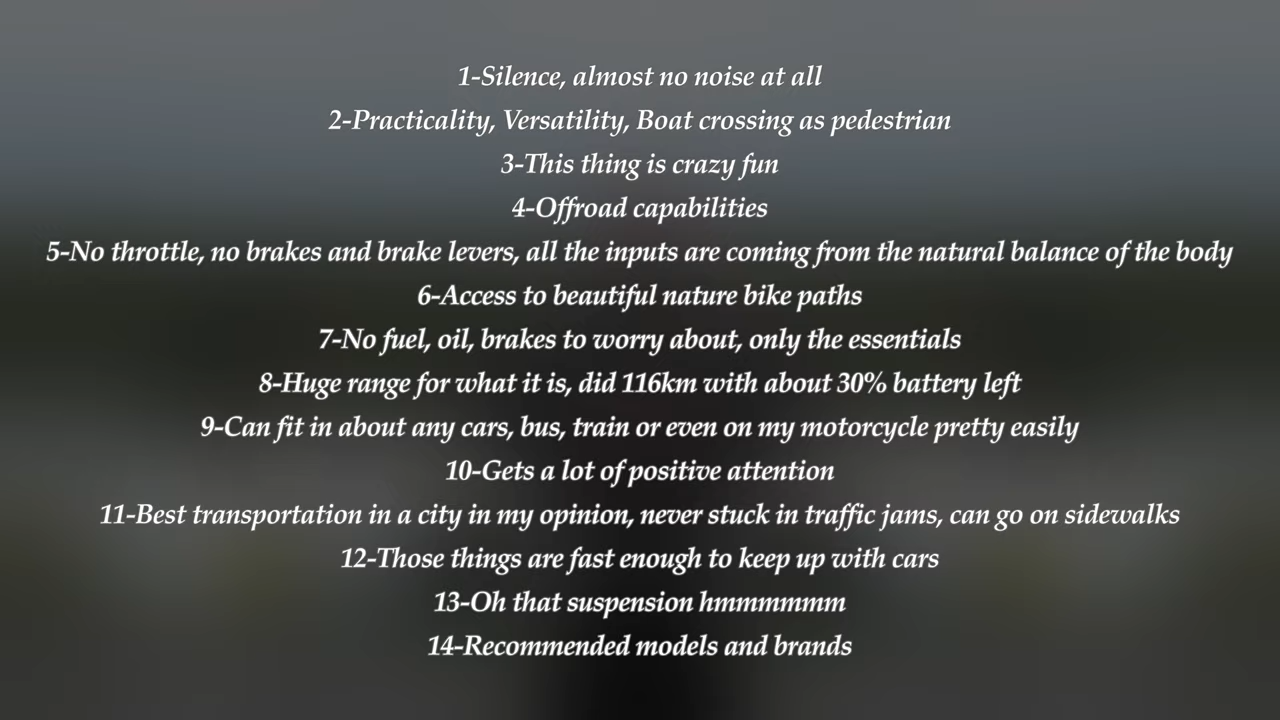 1-Silence, almost no noise at all
2-Practicality, Versatility, Boat crossing as pedestrian
3-This thing is crazy fun
4-Offroad capabilities
5-No throttle, no brakes and brake levers, all the inputs are coming from the natural balance of the body
6-Access to beautiful nature bike paths
7-No fuel, oil, brakes to worry about, only the essentials
8-Huge range for what it is, did 116km with about 30% battery left
9-Can fit in about any cars, bus, train or even on my motorcycle pretty easily
10-Gets a lot of positive attention
11-Best transportation in a city in my opinion, never stuck in traffic jams, can go on sidewalks
12-Those things are fast enough to keep up with cars
13-Oh that suspension hmmmmmm
14-Recommended models and brands